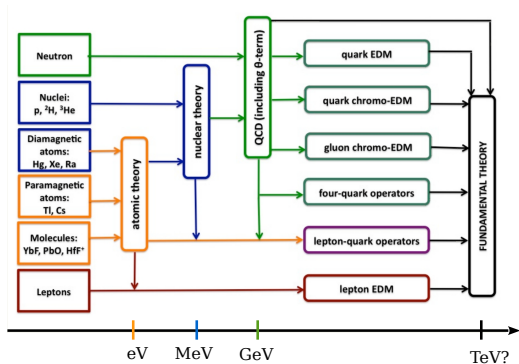 Neutron
Nuclei:
p, ²H, ³He
Diamagnetic
atoms:
Hg, Xe, Ra
Paramagnetic
atoms:
Tl, Cs
Molecules:
YbF, PbO, HfF⁺
Leptons
atomic theory
nuclear theory
QCD (including θ-term)
quark EDM
quark chromo-EDM
gluon chromo-EDM
four-quark operators
lepton-quark operators
lepton EDM
FUNDAMENTAL THEORY
eV
MeV
GeV
TeV?